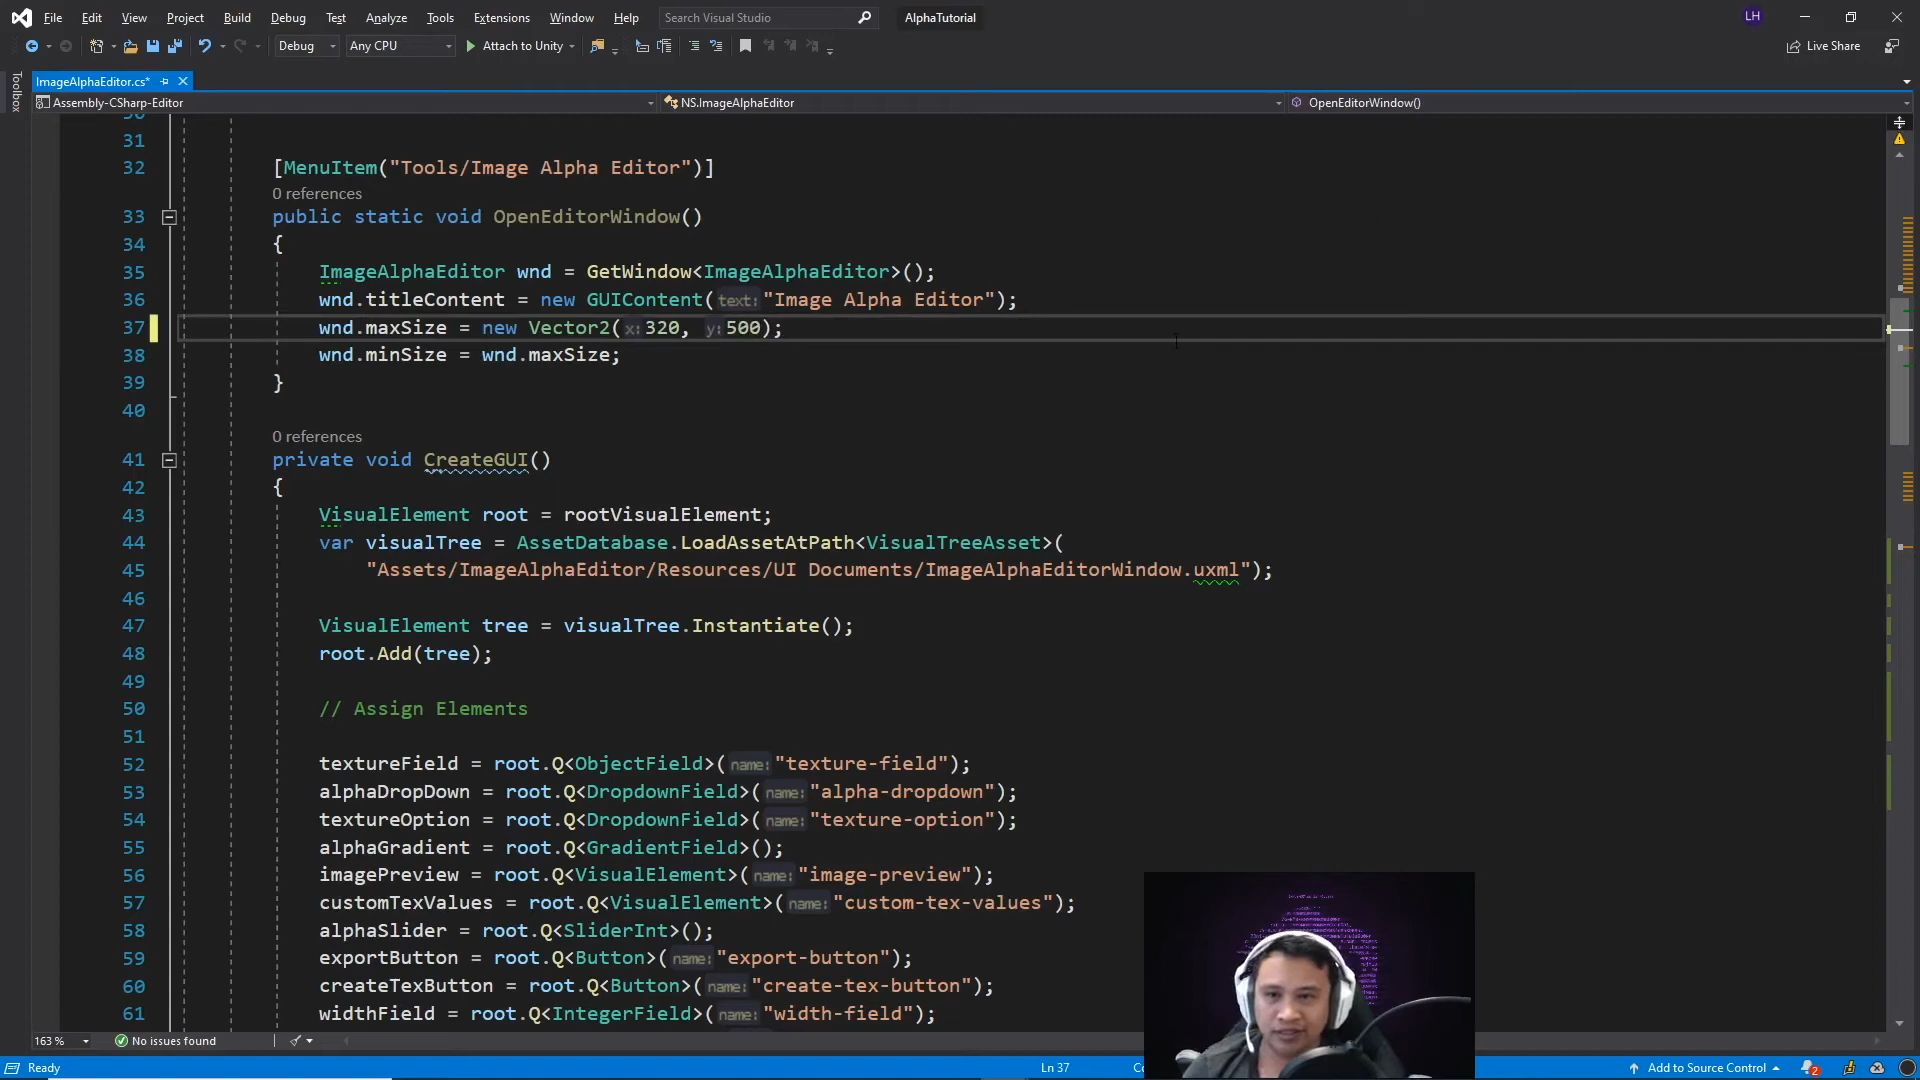 File Edit View Project Build Debug Test Analyze Tools Extensions Window Help Search Visual Studio AlphaTutorial LH
Debug Any CPU Attach to Unity Live Share
Toolbox
ImageAlphaEditor.cs*
Assembly-CSharp-Editor NS.ImageAlphaEditor OpenEditorWindow()
30
31
32 [MenuItem("Tools/Image Alpha Editor")]
0 references
33 public static void OpenEditorWindow()
34 {
35 ImageAlphaEditor wnd = GetWindow<ImageAlphaEditor>();
36 wnd.titleContent = new GUIContent(text: "Image Alpha Editor");
37 wnd.maxSize = new Vector2(x: 320, y: 500);
38 wnd.minSize = wnd.maxSize;
39 }
40
0 references
41 private void CreateGUI()
42 {
43 VisualElement root = rootVisualElement;
44 var visualTree = AssetDatabase.LoadAssetAtPath<VisualTreeAsset>(
45 "Assets/ImageAlphaEditor/Resources/UI Documents/ImageAlphaEditorWindow.uxml");
46
47 VisualElement tree = visualTree.Instantiate();
48 root.Add(tree);
49
50 // Assign Elements
51
52 textureField = root.Q<ObjectField>(name: "texture-field");
53 alphaDropDown = root.Q<DropdownField>(name: "alpha-dropdown");
54 textureOption = root.Q<DropdownField>(name: "texture-option");
55 alphaGradient = root.Q<GradientField>();
56 imagePreview = root.Q<VisualElement>(name: "image-preview");
57 customTexValues = root.Q<VisualElement>(name: "custom-tex-values");
58 alphaSlider = root.Q<SliderInt>();
59 exportButton = root.Q<Button>(name: "export-button");
60 createTexButton = root.Q<Button>(name: "create-tex-button");
61 widthField = root.Q<IntegerField>(name: "width-field");
163 % No issues found
Ready Ln 37 Add to Source Control 2